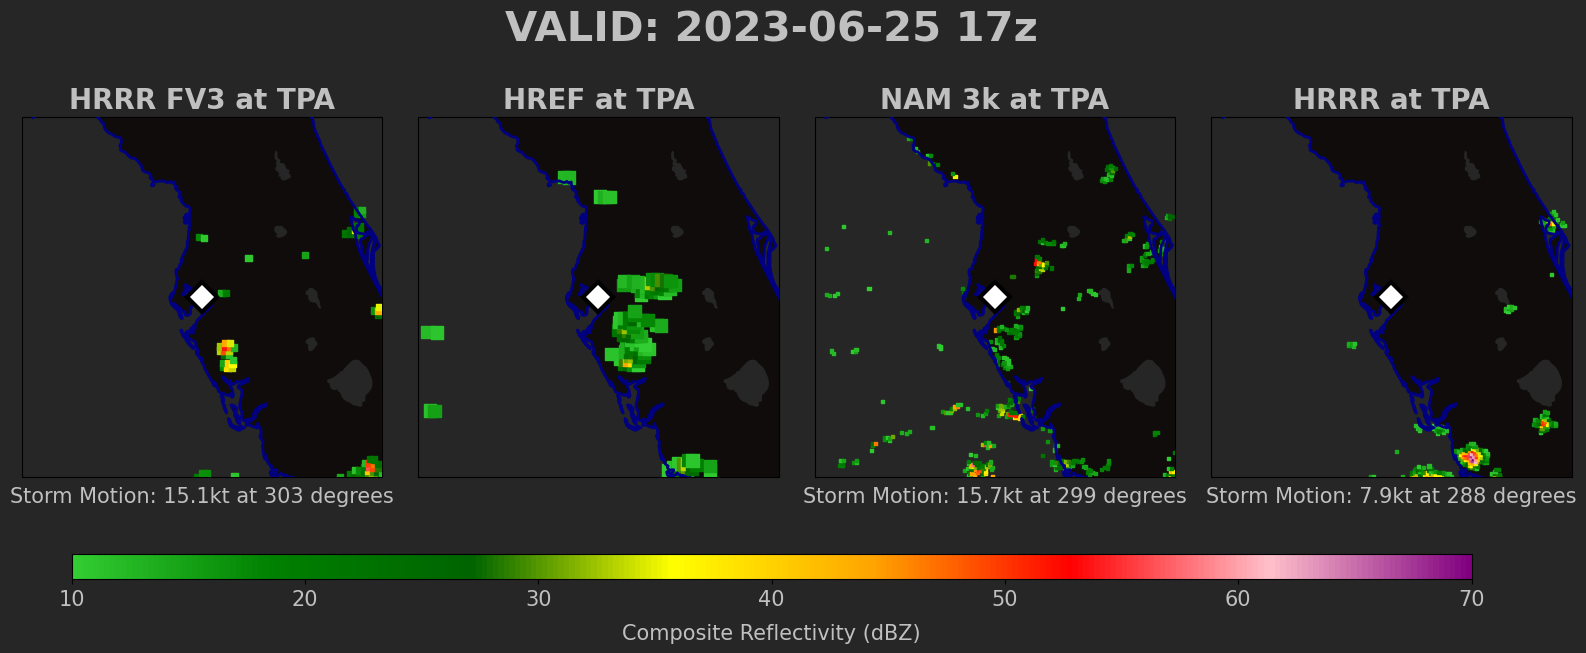 VALID: 2023-06-25 17z
HRRR FV3 at TPA
HREF at TPA
NAM 3k at TPA
HRRR at TPA
Storm Motion: 15.1kt at 303 degrees
Storm Motion: 15.7kt at 299 degrees
Storm Motion: 7.9kt at 288 degrees
10 20 30 40 50 60 70
Composite Reflectivity (dBZ)